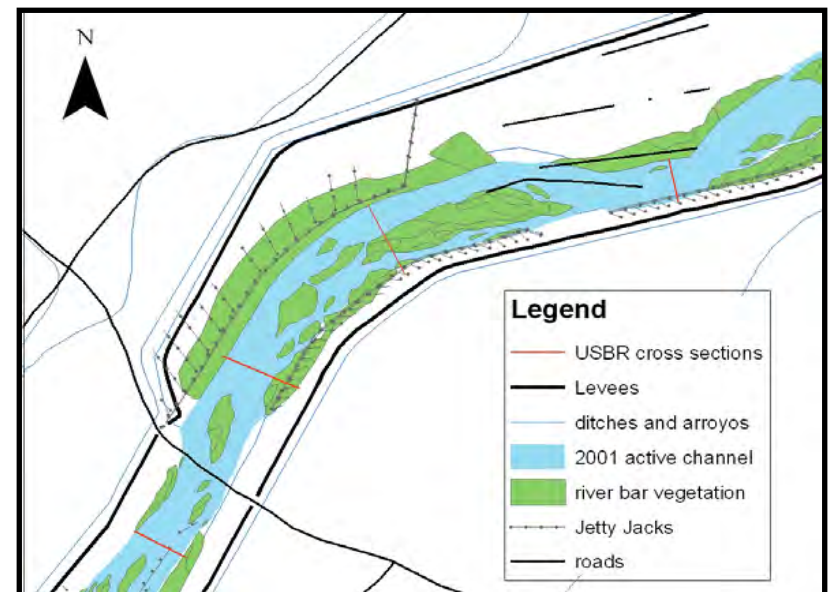 N
Legend
USBR cross sections
Levees
ditches and arroyos
2001 active channel
river bar vegetation
Jetty Jacks
roads